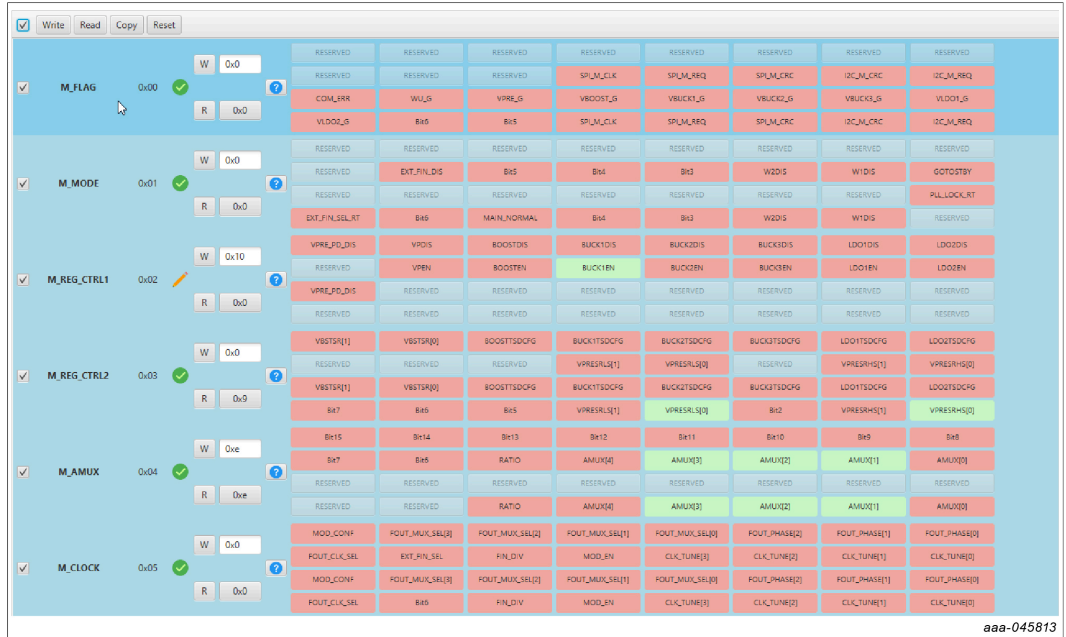 Write Read Copy Reset
RESERVED RESERVED RESERVED RESERVED RESERVED RESERVED RESERVED RESERVED
W 0x0
RESERVED RESERVED RESERVED SPI_M_CLK SPI_M_REQ SPI_M_CRC I2C_M_CRC I2C_M_REQ
M_FLAG 0x00 ?
COM_ERR WU_G VPRE_G VBOOST_G VBUCK1_G VBUCK2_G VBUCK3_G VLDO1_G
R 0x0
VLDO2_G Bit6 Bit5 SPI_M_CLK SPI_M_REQ SPI_M_CRC I2C_M_CRC I2C_M_REQ
RESERVED RESERVED RESERVED RESERVED RESERVED RESERVED RESERVED RESERVED
W 0x0
RESERVED EXT_FIN_DIS Bit5 Bit4 Bit3 W2DIS W1DIS GOTOSTBY
M_MODE 0x01 ?
RESERVED RESERVED RESERVED RESERVED RESERVED RESERVED RESERVED PLL_LOCK_RT
R 0x0
EXT_FIN_SEL_RT Bit6 MAIN_NORMAL Bit4 Bit3 W2DIS W1DIS RESERVED
VPRE_PD_DIS VPDIS BOOSTDIS BUCK1DIS BUCK2DIS BUCK3DIS LDO1DIS LDO2DIS
W 0x10
RESERVED VPEN BOOSTEN BUCK1EN BUCK2EN BUCK3EN LDO1EN LDO2EN
M_REG_CTRL1 0x02 ?
VPRE_PD_DIS RESERVED RESERVED RESERVED RESERVED RESERVED RESERVED RESERVED
R 0x0
RESERVED RESERVED RESERVED RESERVED RESERVED RESERVED RESERVED RESERVED
VBSTSR[1] VBSTSR[0] BOOSTTSDCFG BUCK1TSDCFG BUCK2TSDCFG BUCK3TSDCFG LDO1TSDCFG LDO2TSDCFG
W 0x0
RESERVED RESERVED RESERVED VPRESRLS[1] VPRESRLS[0] RESERVED VPRESRHS[1] VPRESRHS[0]
M_REG_CTRL2 0x03 ?
VBSTSR[1] VBSTSR[0] BOOSTTSDCFG BUCK1TSDCFG BUCK2TSDCFG BUCK3TSDCFG LDO1TSDCFG LDO2TSDCFG
R 0x9
Bit7 Bit6 Bit5 VPRESRLS[1] VPRESRLS[0] Bit2 VPRESRHS[1] VPRESRHS[0]
Bit15 Bit14 Bit13 Bit12 Bit11 Bit10 Bit9 Bit8
W 0xe
Bit7 Bit6 RATIO AMUX[4] AMUX[3] AMUX[2] AMUX[1] AMUX[0]
M_AMUX 0x04 ?
RESERVED RESERVED RESERVED RESERVED RESERVED RESERVED RESERVED RESERVED
R 0xe
RESERVED RESERVED RATIO AMUX[4] AMUX[3] AMUX[2] AMUX[1] AMUX[0]
MOD_CONF FOUT_MUX_SEL[3] FOUT_MUX_SEL[2] FOUT_MUX_SEL[1] FOUT_MUX_SEL[0] FOUT_PHASE[2] FOUT_PHASE[1] FOUT_PHASE[0]
W 0x0
FOUT_CLK_SEL EXT_FIN_SEL FIN_DIV MOD_EN CLK_TUNE[3] CLK_TUNE[2] CLK_TUNE[1] CLK_TUNE[0]
M_CLOCK 0x05 ?
MOD_CONF FOUT_MUX_SEL[3] FOUT_MUX_SEL[2] FOUT_MUX_SEL[1] FOUT_MUX_SEL[0] FOUT_PHASE[2] FOUT_PHASE[1] FOUT_PHASE[0]
R 0x0
FOUT_CLK_SEL Bit6 FIN_DIV MOD_EN CLK_TUNE[3] CLK_TUNE[2] CLK_TUNE[1] CLK_TUNE[0]
aaa-045813